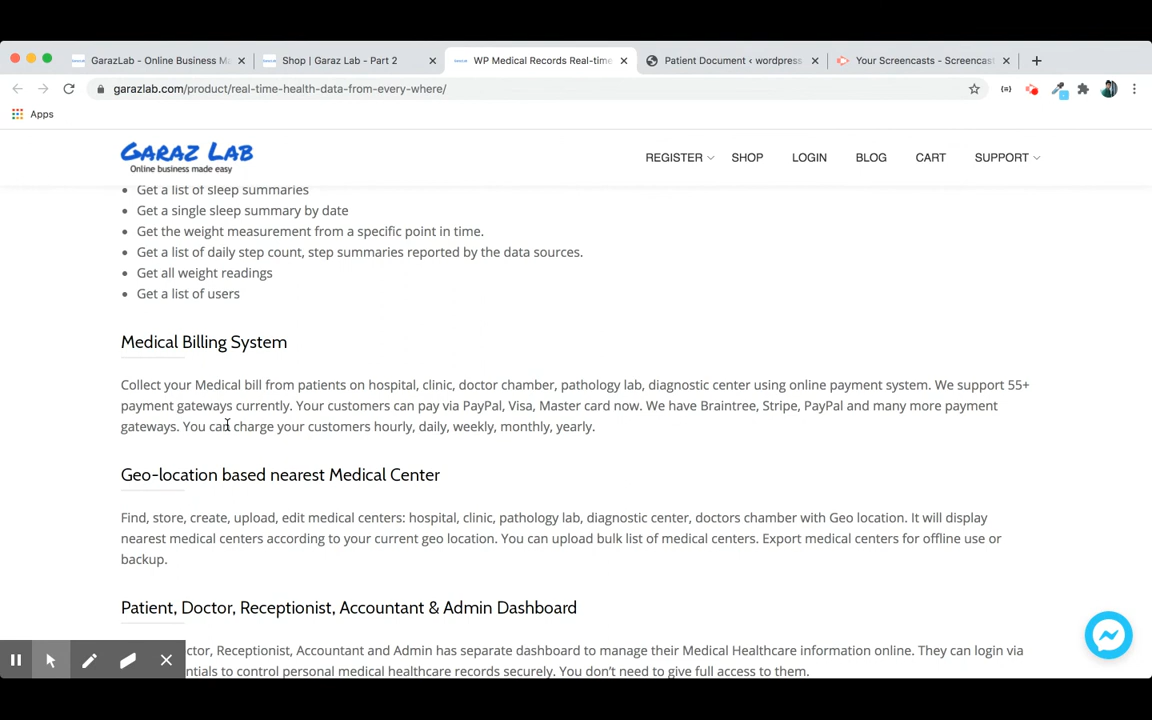 GarazLab - Online Business Ma
Shop | Garaz Lab - Part 2
WP Medical Records Real-time
Patient Document ‹ wordpress
Your Screencasts - Screencast
garazlab.com/product/real-time-health-data-from-every-where/
Apps
GARAZ LAB
Online business made easy
REGISTER
SHOP
LOGIN
BLOG
CART
SUPPORT
Get a list of sleep summaries
Get a single sleep summary by date
Get the weight measurement from a specific point in time.
Get a list of daily step count, step summaries reported by the data sources.
Get all weight readings
Get a list of users
Medical Billing System
Collect your Medical bill from patients on hospital, clinic, doctor chamber, pathology lab, diagnostic center using online payment system. We support 55+
payment gateways currently. Your customers can pay via PayPal, Visa, Master card now. We have Braintree, Stripe, PayPal and many more payment
gateways. You can charge your customers hourly, daily, weekly, monthly, yearly.
Geo-location based nearest Medical Center
Find, store, create, upload, edit medical centers: hospital, clinic, pathology lab, diagnostic center, doctors chamber with Geo location. It will display
nearest medical centers according to your current geo location. You can upload bulk list of medical centers. Export medical centers for offline use or
backup.
Patient, Doctor, Receptionist, Accountant & Admin Dashboard
ctor, Receptionist, Accountant and Admin has separate dashboard to manage their Medical Healthcare information online. They can login via
ntials to control personal medical healthcare records securely. You don't need to give full access to them.